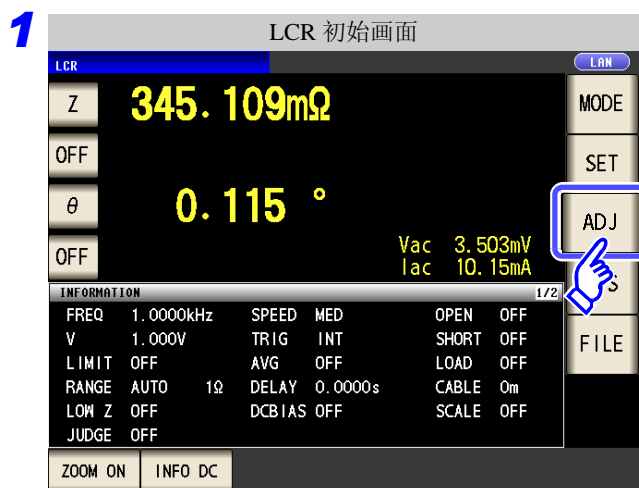 1
LCR 初始画面
LCR
LAN
Z 345.109mΩ
MODE
OFF
SET
θ 0.115 °
ADJ
OFF
Vac 3.503mV
Iac 10.15mA
S
INFORMATION 1/2
FREQ 1.0000kHz SPEED MED OPEN OFF
V 1.000V TRIG INT SHORT OFF
FILE
LIMIT OFF AVG OFF LOAD OFF
RANGE AUTO 1Ω DELAY 0.0000s CABLE 0m
LOW Z OFF DCBIAS OFF SCALE OFF
JUDGE OFF
ZOOM ON INFO DC